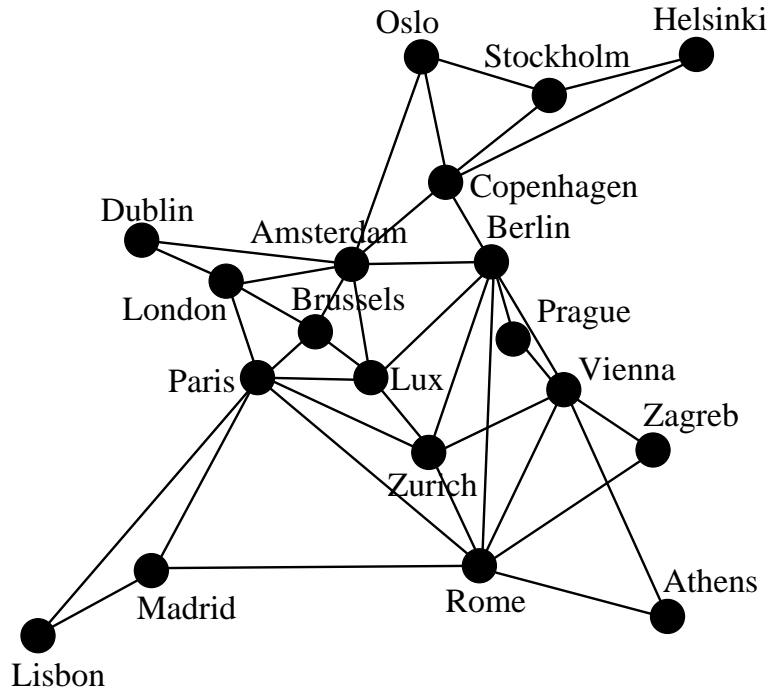 Helsinki
Oslo
Stockholm
Copenhagen
Dublin
Amsterdam
Berlin
London
Brussels
Prague
Paris
Lux
Vienna
Zagreb
Zurich
Madrid
Rome
Athens
Lisbon